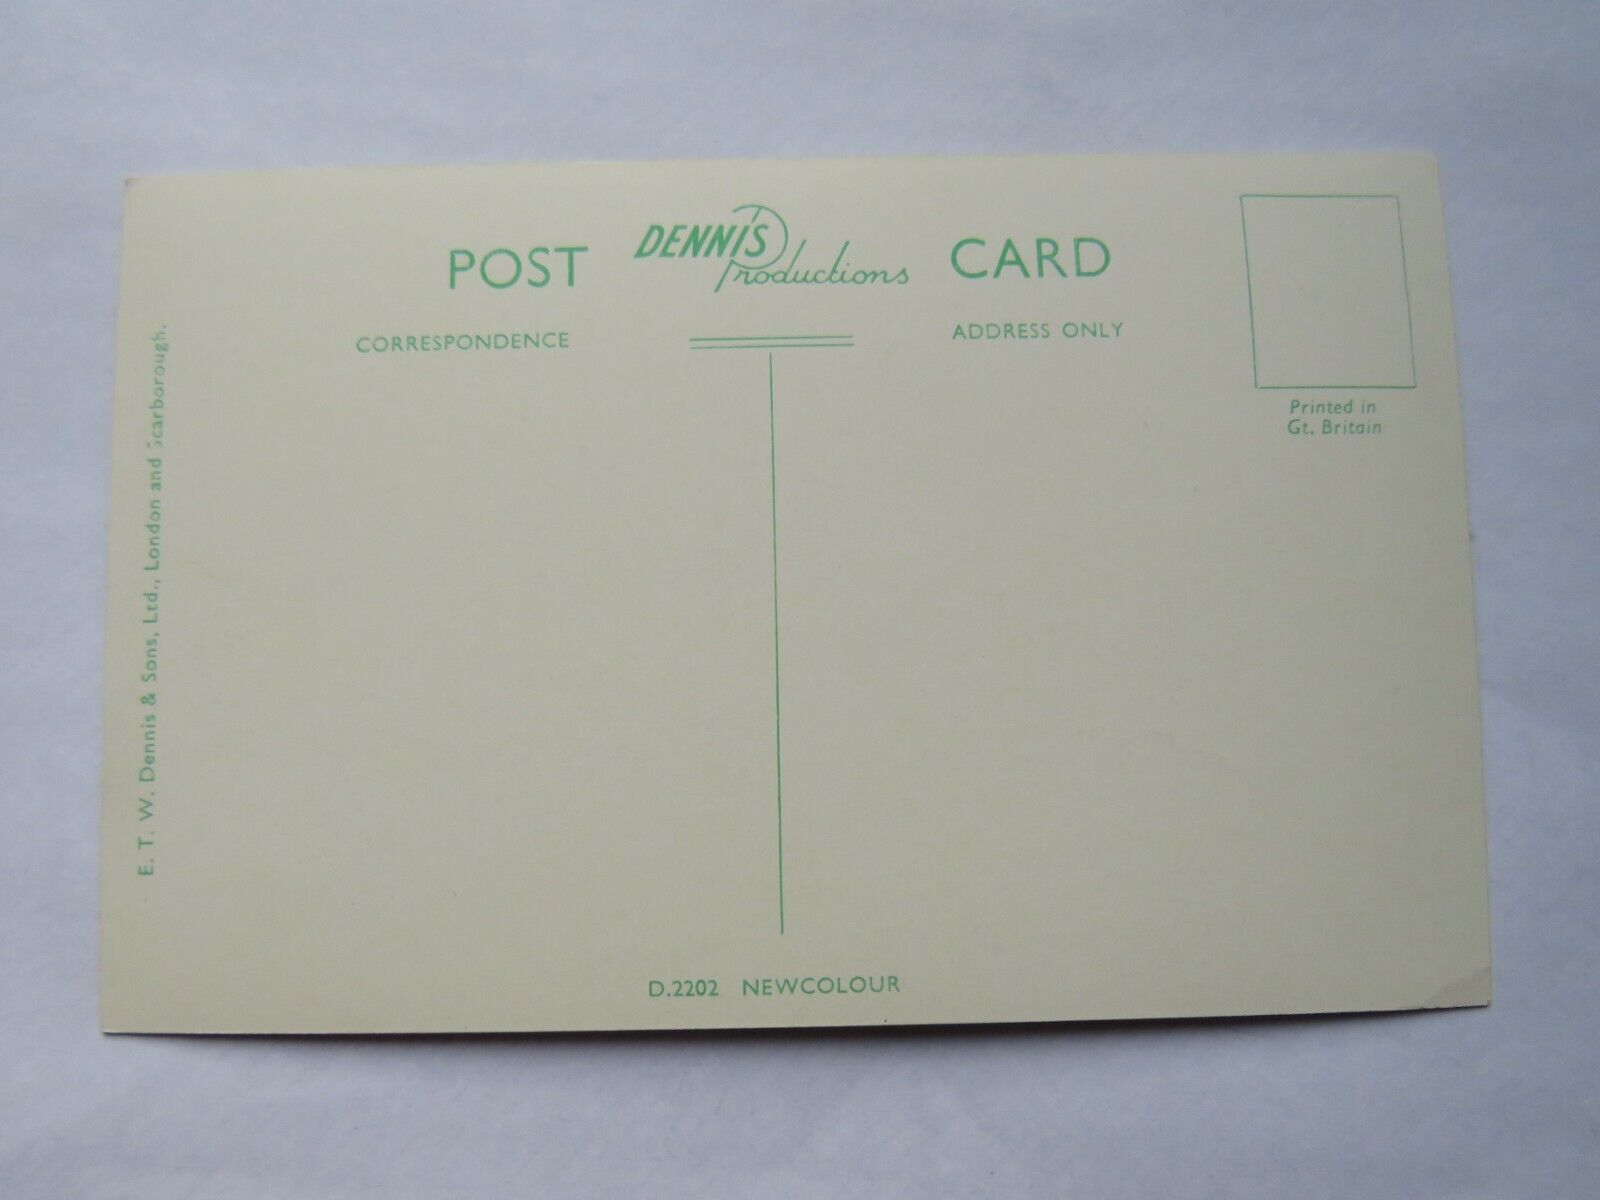 POST DENNIS Productions CARD
CORRESPONDENCE
ADDRESS ONLY
Printed in
Gt. Britain
E. T. W. Dennis & Sons, Ltd., London and Scarborough.
D.2202 NEWCOLOUR